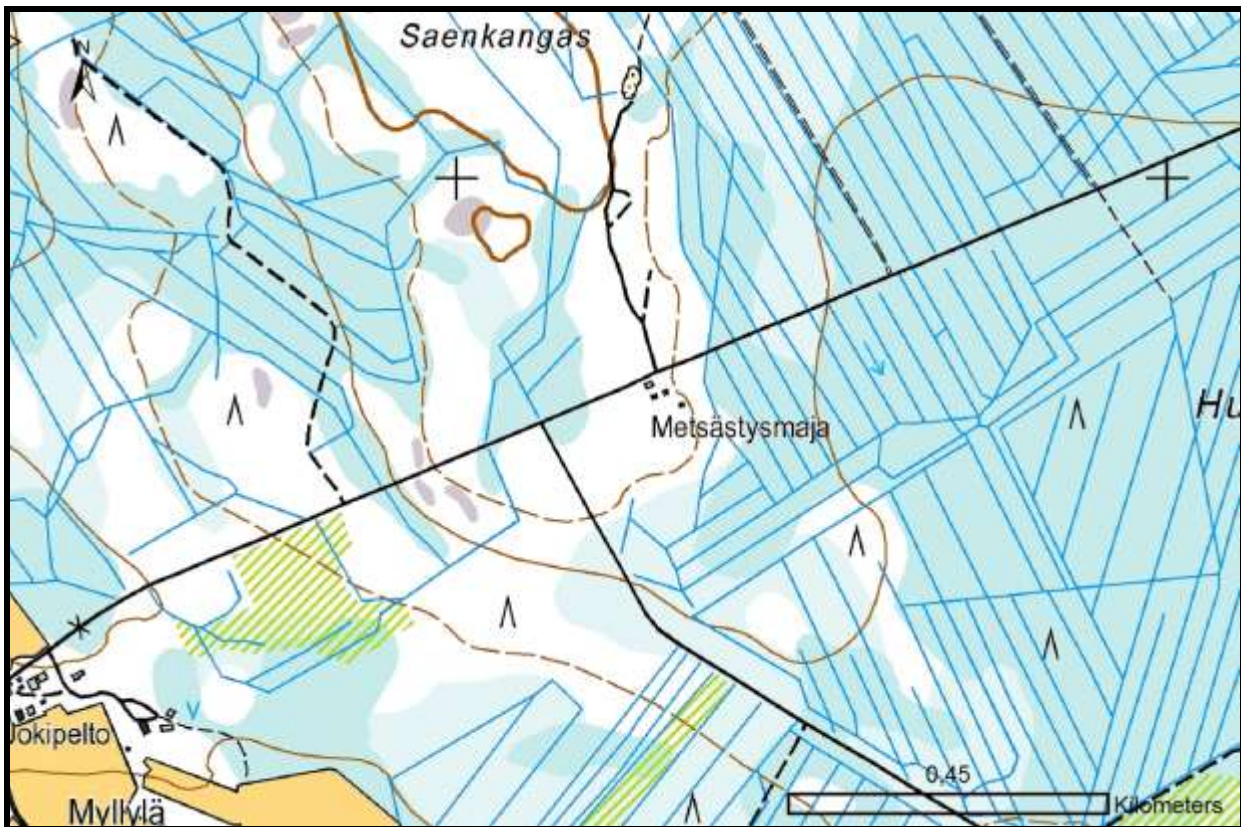 Saenkangas
N
Metsästysmaja
Hu
Jokipelto
0,45
Kilometers
Myllylä